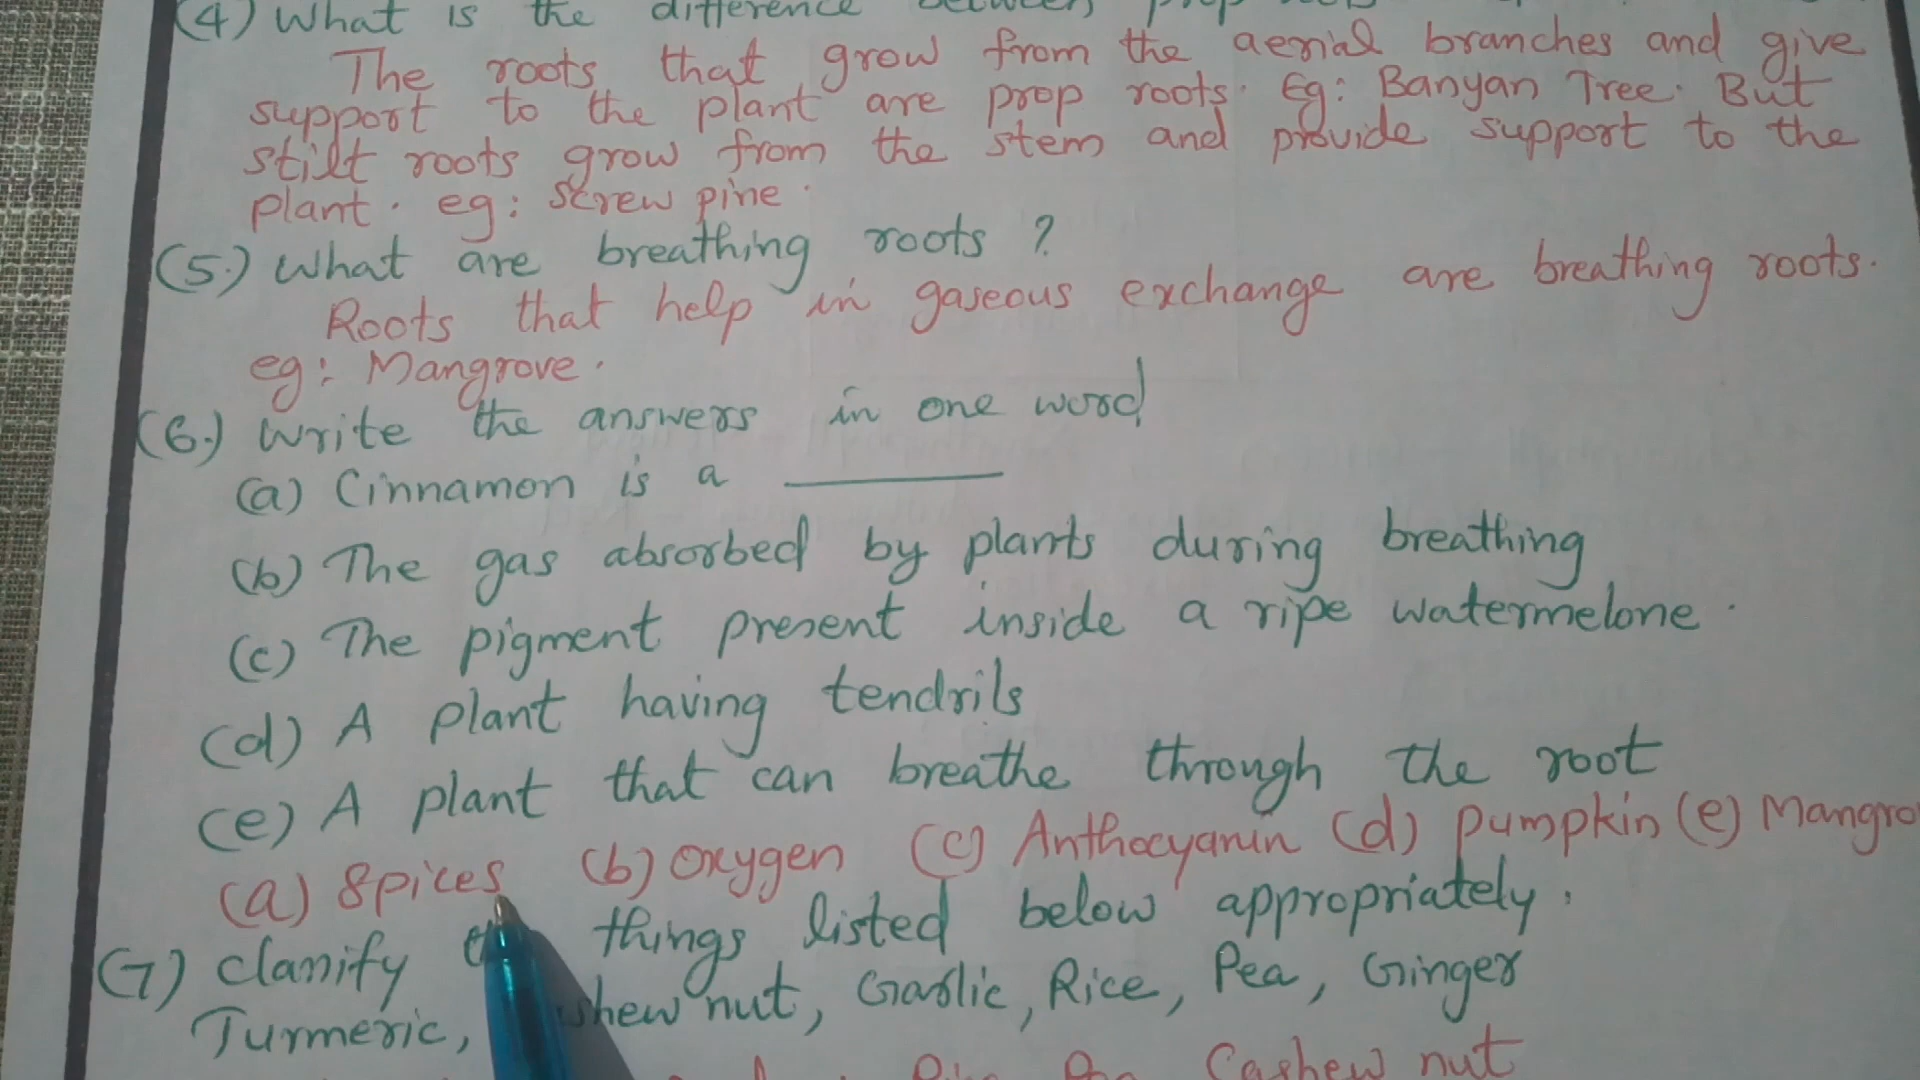 (4) What is the difference between prop
The roots that grow from the aerial branches and give
support to the plant are prop roots. Eg: Banyan Tree. But
stilt roots grow from the stem and provide support to the
plant. eg: Screw pine.
(5.) What are breathing roots ?
Roots that help in gaseous exchange are breathing roots.
eg: Mangrove.
(6.) Write the answers in one word
(a) Cinnamon is a ________
(b) The gas absorbed by plants during breathing
(c) The pigment present inside a ripe watermelone.
(d) A plant having tendrils
(e) A plant that can breathe through the root
(a) Spices (b) Oxygen (c) Anthocyanin (d) Pumpkin (e) Mangro
(7) Clasify things listed below appropriately.
Turmeric, shew nut, Garlic, Rice, Pea, Ginger
Cashew nut